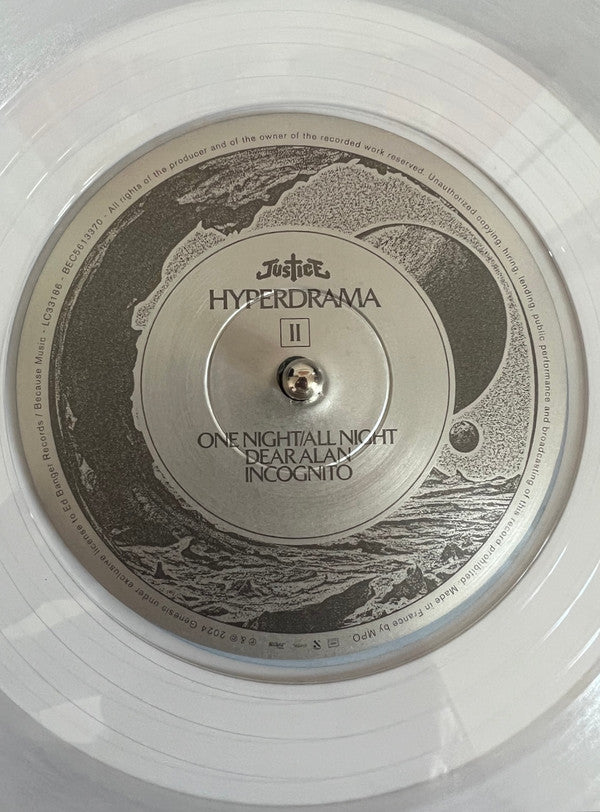 JUSTICE
HYPERDRAMA
II
ONE NIGHT/ALL NIGHT
DEAR ALAN
INCOGNITO
℗ & © 2024 Genesis under exclusive license to Ed Banger Records / Because Music - LC33186 - BEC5613370 - All rights of the producer and of the owner of the recorded work reserved. Unauthorized copying, hiring, lending, public performance and broadcasting of this record prohibited. Made in France by MPO.